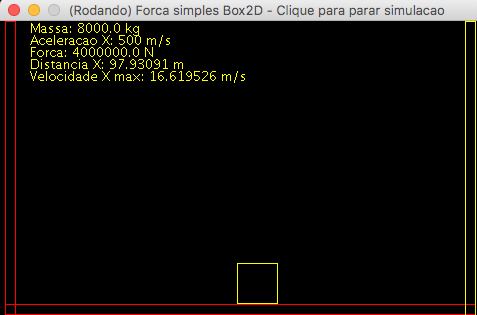 (Rodando) Forca simples Box2D - Clique para parar simulacao
Massa: 8000.0 kg
Aceleracao X: 500 m/s
Forca: 4000000.0 N
Distancia X: 97.93091 m
Velocidade X max: 16.619526 m/s